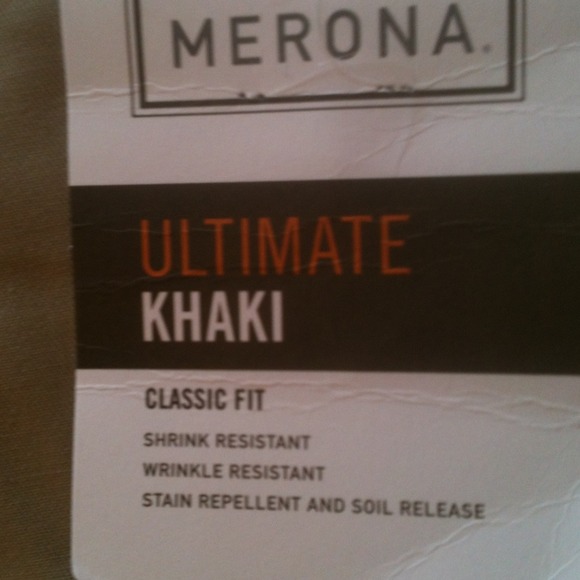 MERONA.
ULTIMATE
KHAKI
CLASSIC FIT
SHRINK RESISTANT
WRINKLE RESISTANT
STAIN REPELLENT AND SOIL RELEASE